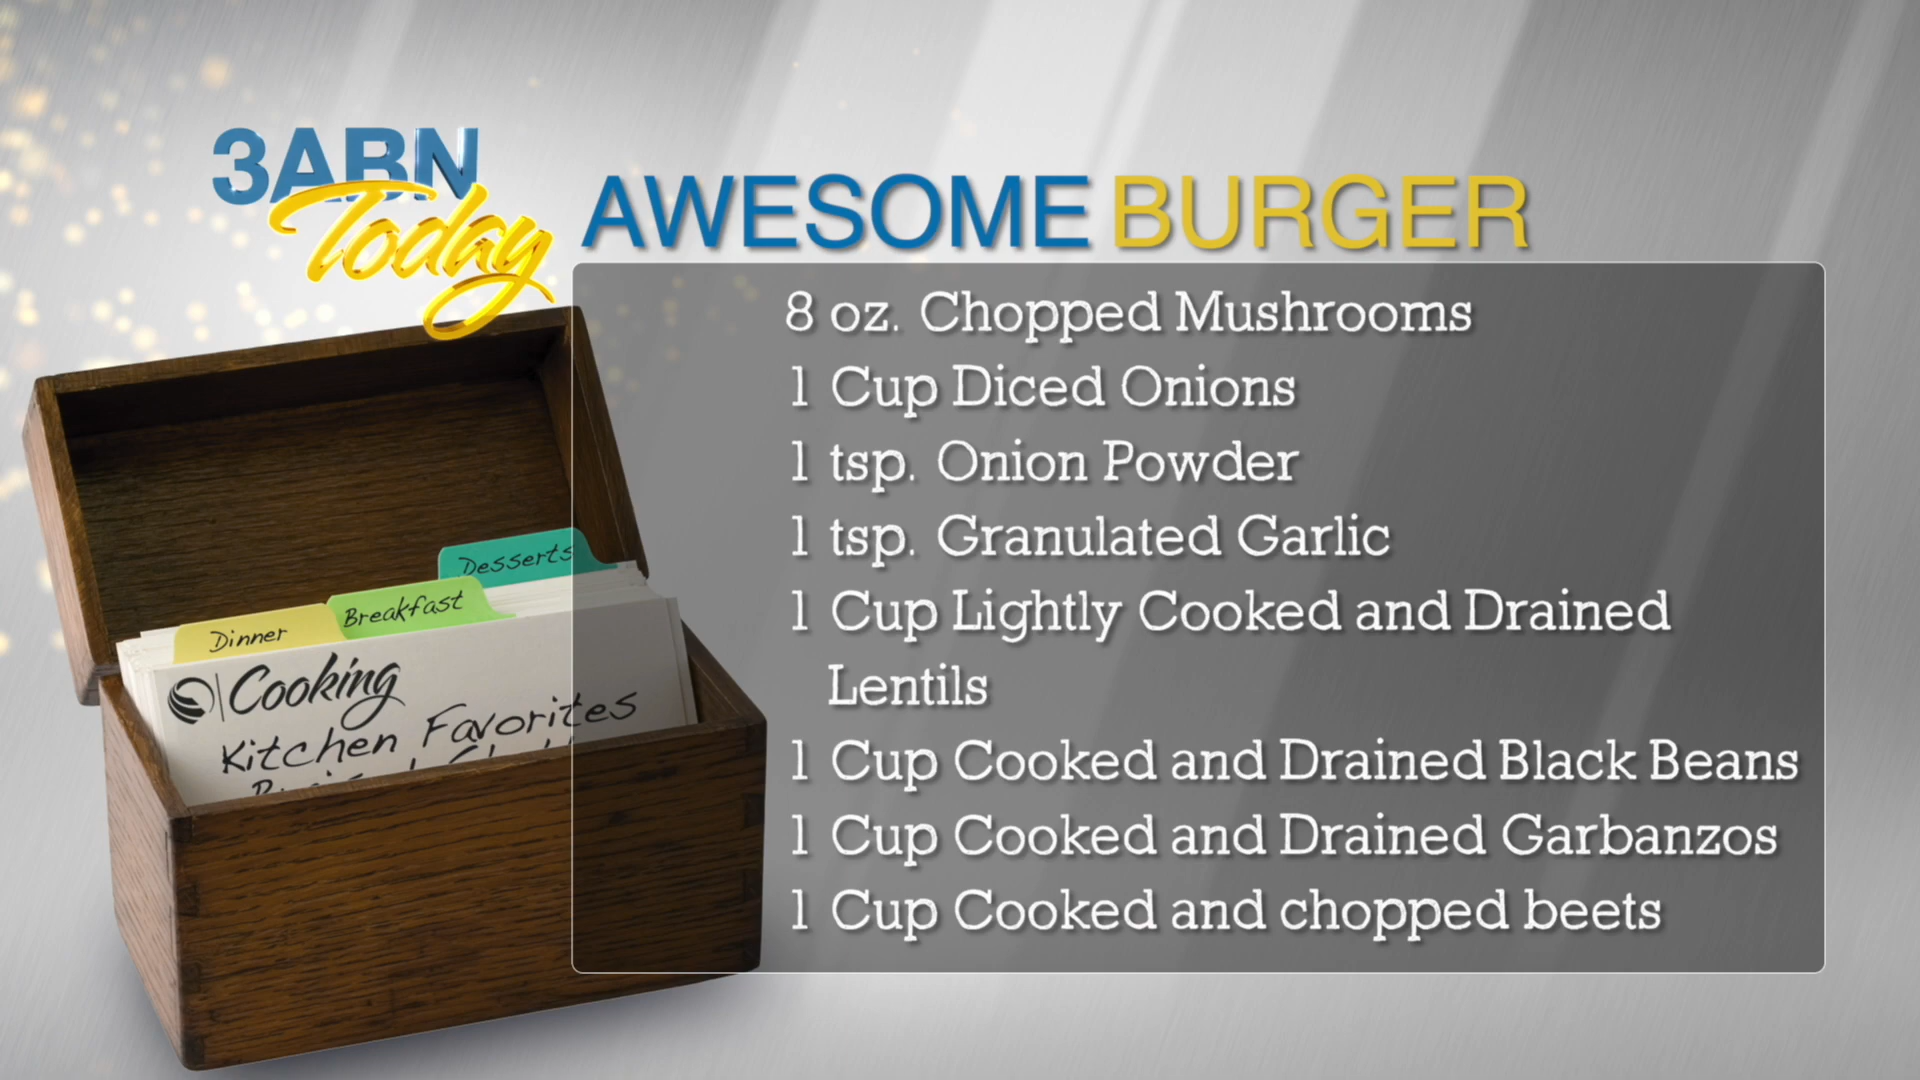 3ABN
Today
AWESOME BURGER
8 oz. Chopped Mushrooms
1 Cup Diced Onions
1 tsp. Onion Powder
1 tsp. Granulated Garlic
1 Cup Lightly Cooked and Drained
Lentils
1 Cup Cooked and Drained Black Beans
1 Cup Cooked and Drained Garbanzos
1 Cup Cooked and chopped beets
Desserts
Breakfast
Dinner
Cooking
Kitchen Favorites